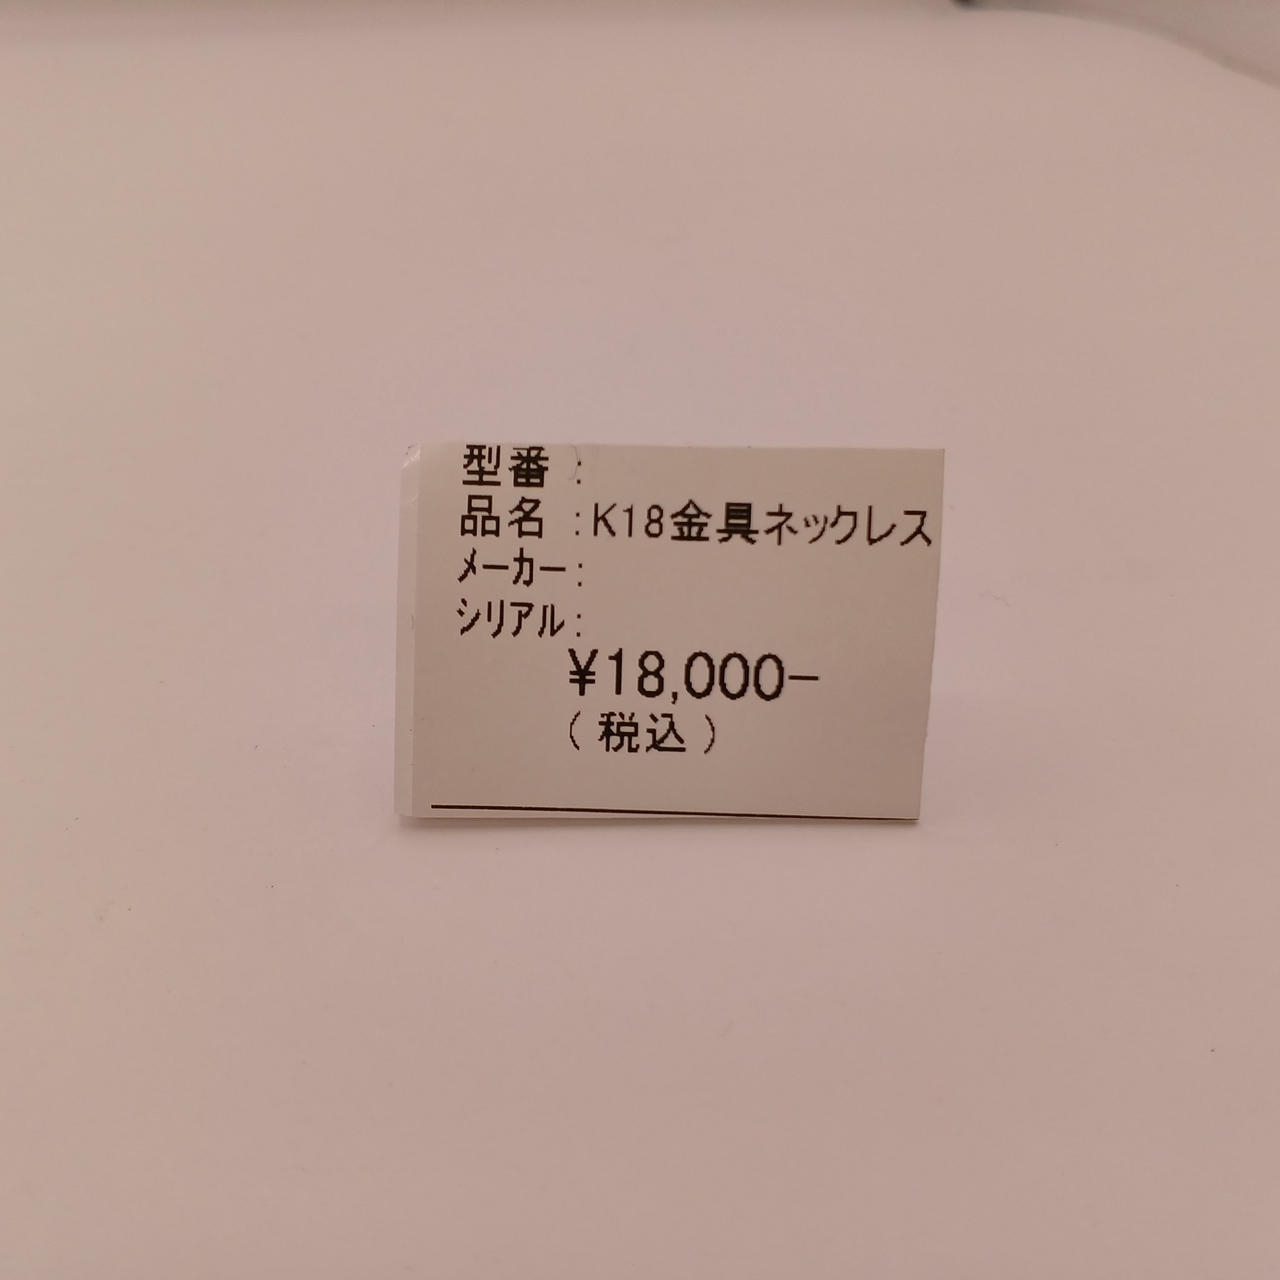 型番 :
品名 :K18金具ネックレス
メーカー:
シリアル:
¥18,000-
(税込)